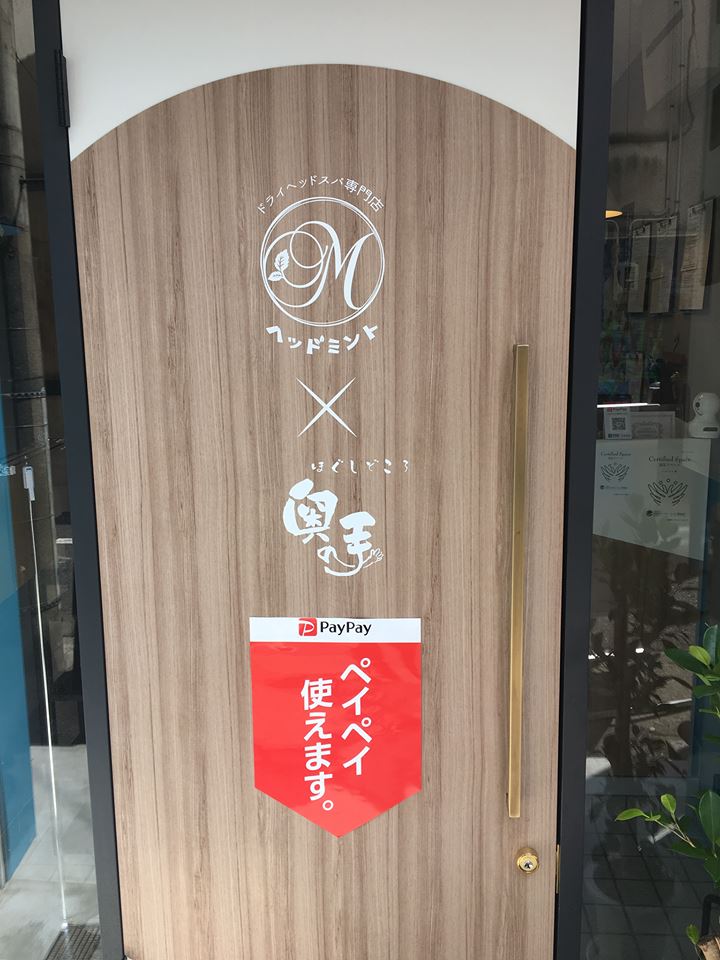 ドライヘッドスパ専門店
M
ヘッドミント
×
ほぐしどころ
奥の手
PayPay
ペイペイ
使えます。
PayPay
Certified Space
Certified Space